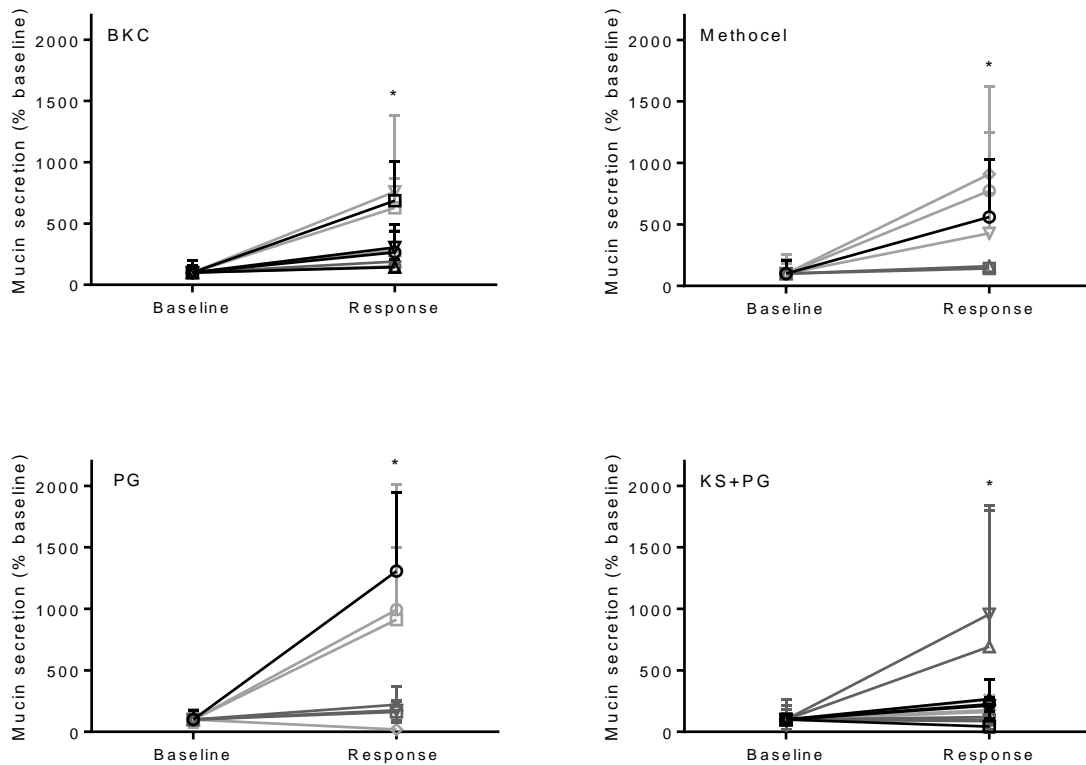 BKC
*
Mucin secretion (% baseline)
2000
1500
1000
500
0
Baseline Response
Methocel
*
Mucin secretion (% baseline)
2000
1500
1000
500
0
Baseline Response
PG
*
Mucin secretion (% baseline)
2000
1500
1000
500
0
Baseline Response
KS+PG
*
Mucin secretion (% baseline)
2000
1500
1000
500
0
Baseline Response